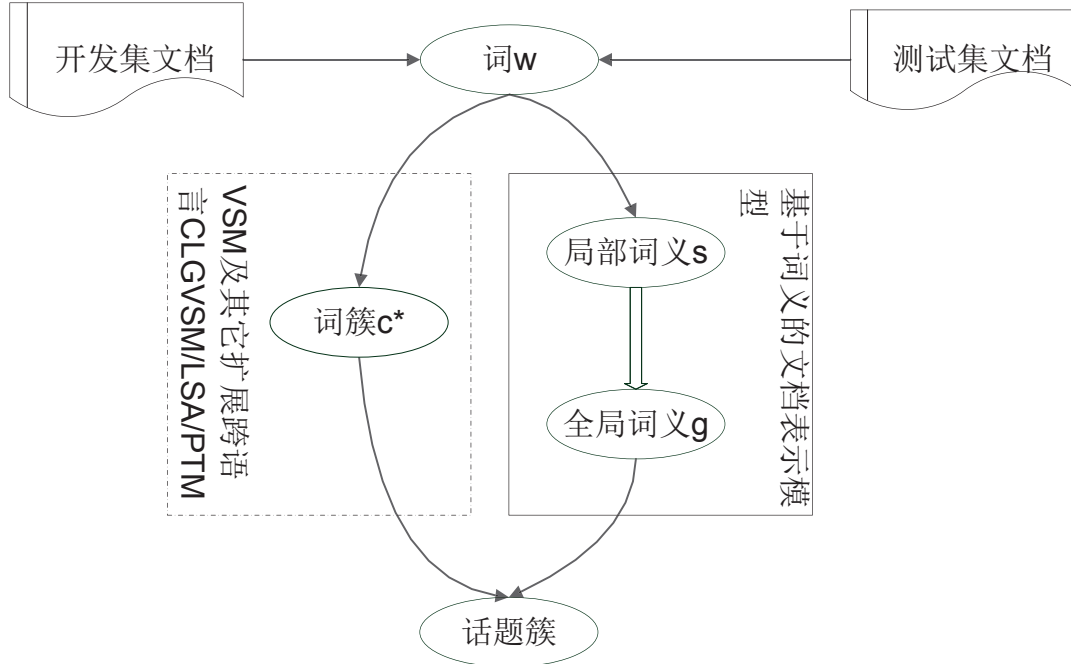 开发集文档
词w
测试集文档
VSM及其它扩展跨语
言CLGVSM/LSA/PTM
基于词义的文档表示模
型
局部词义s
词簇c*
全局词义g
话题簇